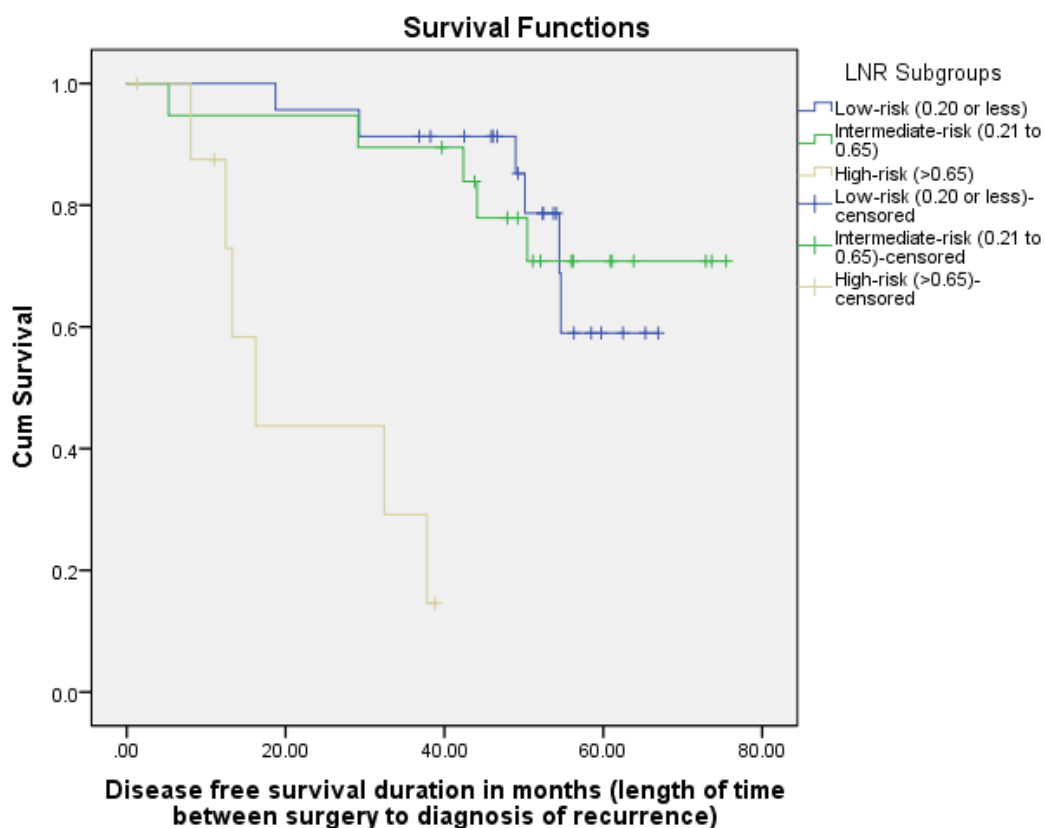 Survival Functions
LNR Subgroups
Low-risk (0.20 or less)
Intermediate-risk (0.21 to
0.65)
High-risk (>0.65)
Low-risk (0.20 or less)-
censored
Intermediate-risk (0.21 to
0.65)-censored
High-risk (>0.65)-
censored
Cum Survival
1.0
0.8
0.6
0.4
0.2
0.0
.00 20.00 40.00 60.00 80.00
Disease free survival duration in months (length of time
between surgery to diagnosis of recurrence)